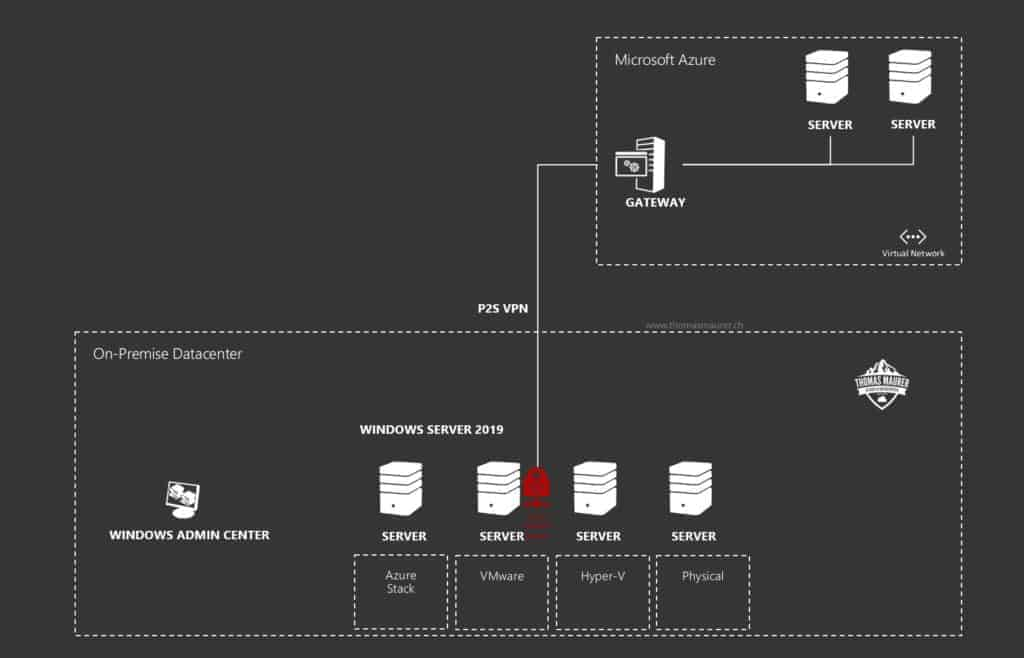 Microsoft Azure
SERVER
SERVER
GATEWAY
Virtual Network
P2S VPN
www.thomasmaurer.ch
On-Premise Datacenter
THOMAS MAURER
WINDOWS SERVER 2019
WINDOWS ADMIN CENTER
SERVER
SERVER
SERVER
SERVER
Azure
Stack
VMware
Hyper-V
Physical